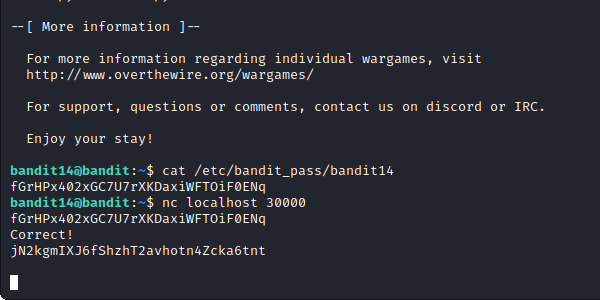 --[ More information ]--
For more information regarding individual wargames, visit
http://www.overthewire.org/wargames/
For support, questions or comments, contact us on discord or IRC.
Enjoy your stay!
bandit14@bandit:~$ cat /etc/bandit_pass/bandit14
fGrHPx402xGC7U7rXKDaxiWFTOiF0ENq
bandit14@bandit:~$ nc localhost 30000
fGrHPx402xGC7U7rXKDaxiWFTOiF0ENq
Correct!
jN2kgmIXJ6fShzhT2avhotn4Zcka6tnt